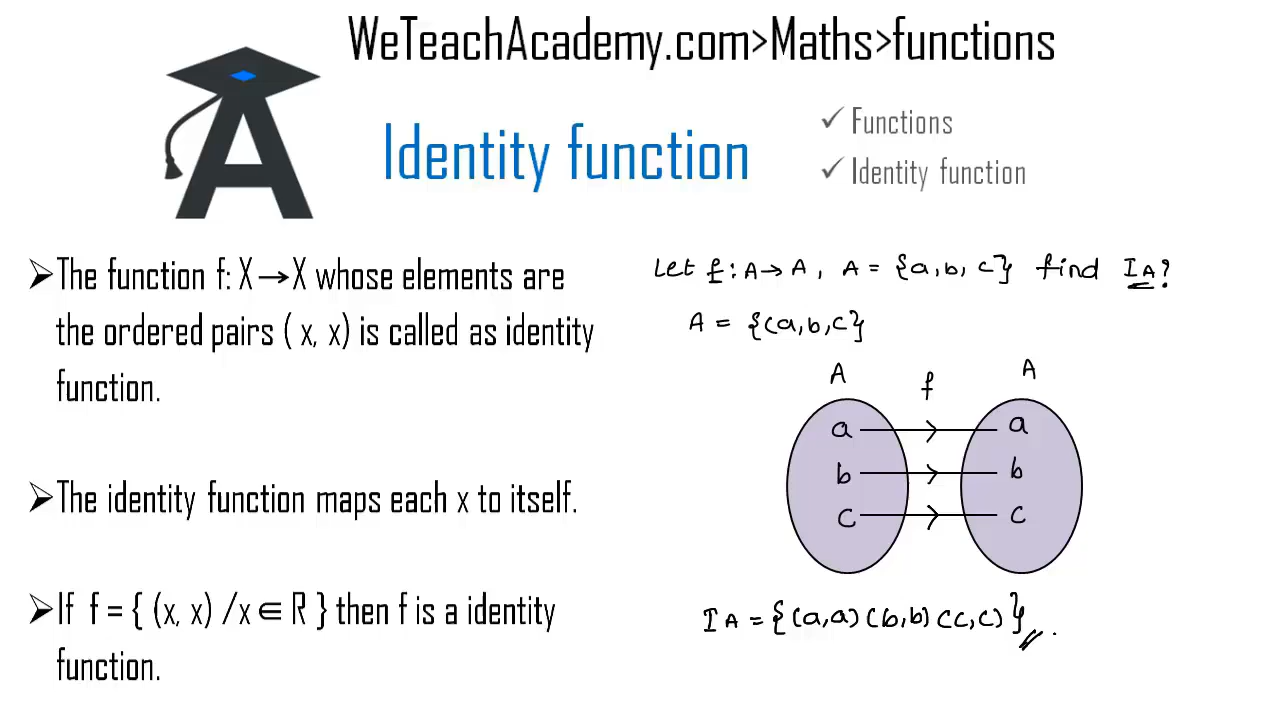 WeTeachAcademy.com>Maths>functions
Identity function
✓ Functions
✓ Identity function
➢The function f: X→X whose elements are
the ordered pairs ( x, x) is called as identity
function.
➢The identity function maps each x to itself.
➢If f = { (x, x) /x ∈ R } then f is a identity
function.
Let f : A→ A, A = {a, b, c} find IA?
A = {(a,b,c}
A f A
a a
b b
c c
IA = {(a,a)(b,b)(c,c)}